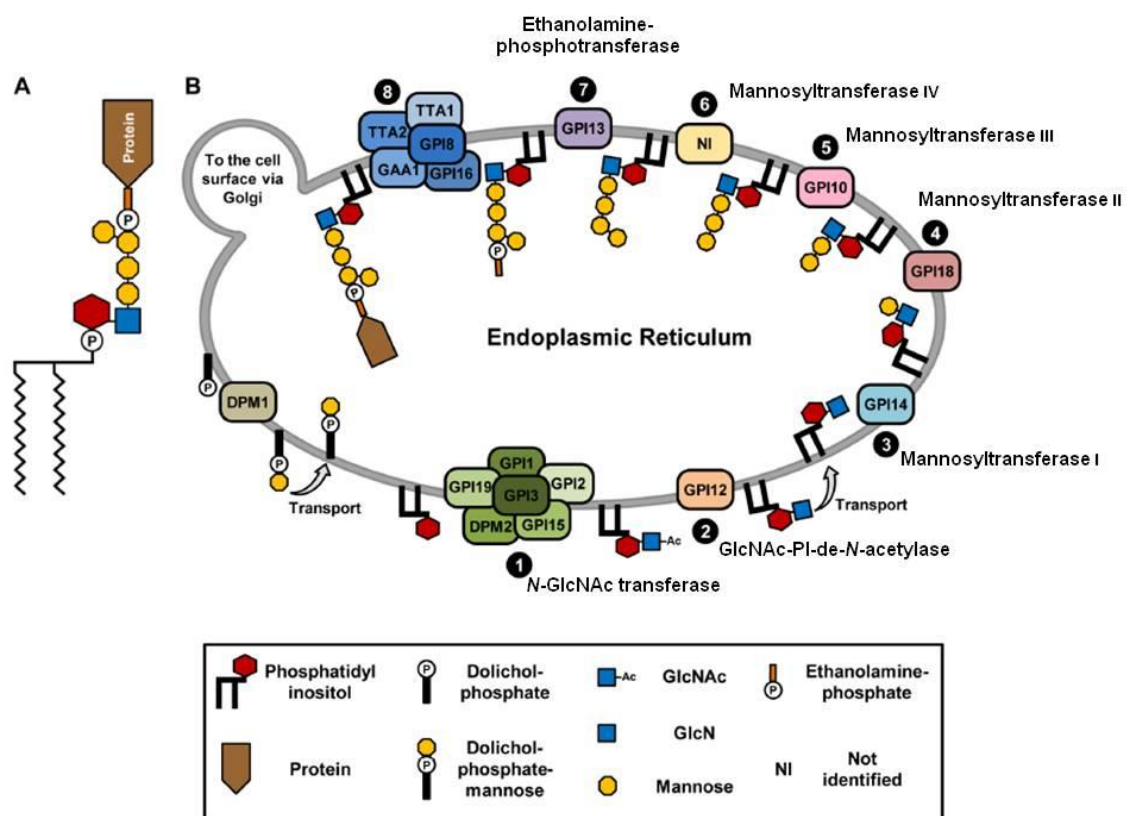 Ethanolamine-
phosphotransferase
A
B
8
7
6
Mannosyltransferase IV
TTA1
TTA2
GPI8
GAA1
GPI16
GPI13
NI
5
Mannosyltransferase III
GPI10
Protein
To the cell
surface via
Golgi
P
Mannosyltransferase II
4
GPI18
P
P
P
Endoplasmic Reticulum
P
DPM1
GPI14
3
Mannosyltransferase I
P
P
Transport
GPI1
GPI19
GPI2
GPI3
DPM2
GPI15
GPI12
Transport
Ac
2
GlcNAc-PI-de-N-acetylase
1
N-GlcNAc transferase
Phosphatidyl
inositol
P
Dolichol-
phosphate
Ac
GlcNAc
P
Ethanolamine-
phosphate
Protein
P
Dolichol-
phosphate-
mannose
GlcN
Mannose
NI
Not
identified